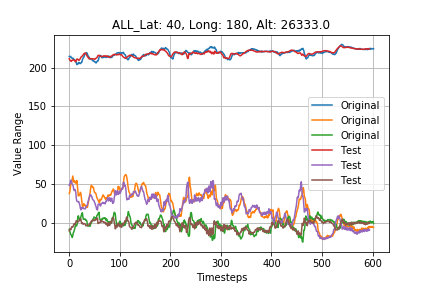 ALL_Lat: 40, Long: 180, Alt: 26333.0
Value Range
200
150
100
50
0
Original
Original
Original
Test
Test
Test
0
100
200
300
400
500
600
Timesteps